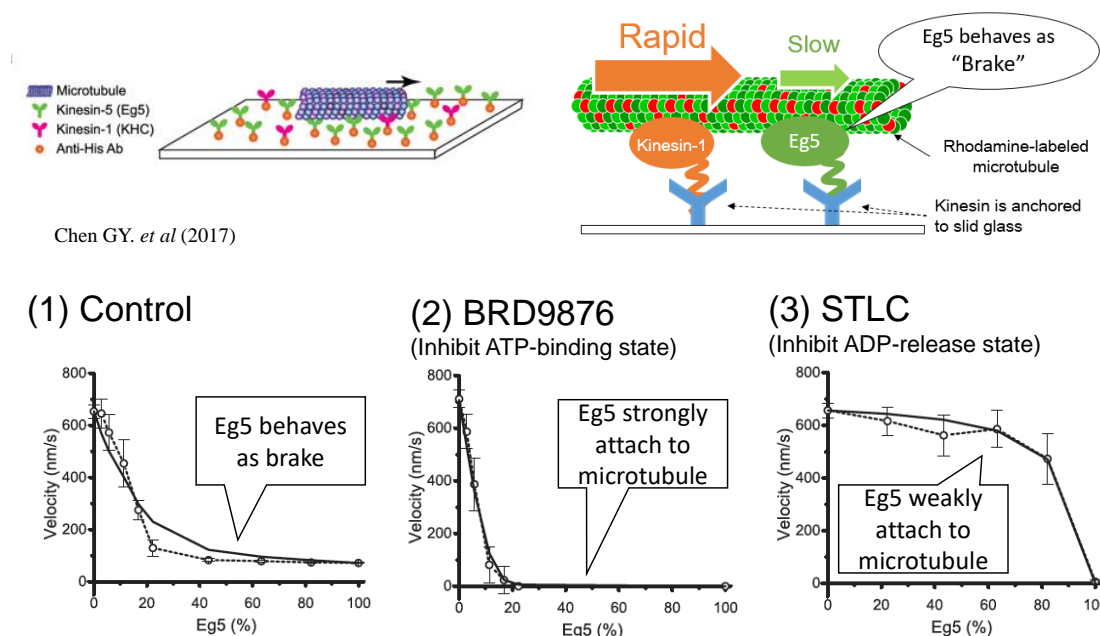 Microtubule
Kinesin-5 (Eg5)
Kinesin-1 (KHC)
Anti-His Ab
Chen GY. et al (2017)
Rapid
Slow
Eg5 behaves as
“Brake”
Kinesin-1
Eg5
Rhodamine-labeled
microtubule
Kinesin is anchored
to slid glass
(1) Control
800
600
400
200
0
Velocity (nm/s)
0 20 40 60 80 100
Eg5 (%)
Eg5 behaves
as brake
(2) BRD9876
(Inhibit ATP-binding state)
800
600
400
200
0
Velocity (nm/s)
0 20 40 60 80 100
Eg5 (%)
Eg5 strongly
attach to
microtubule
(3) STLC
(Inhibit ADP-release state)
800
600
400
200
0
Velocity (nm/s)
0 20 40 60 80 100
Eg5 (%)
Eg5 weakly
attach to
microtubule